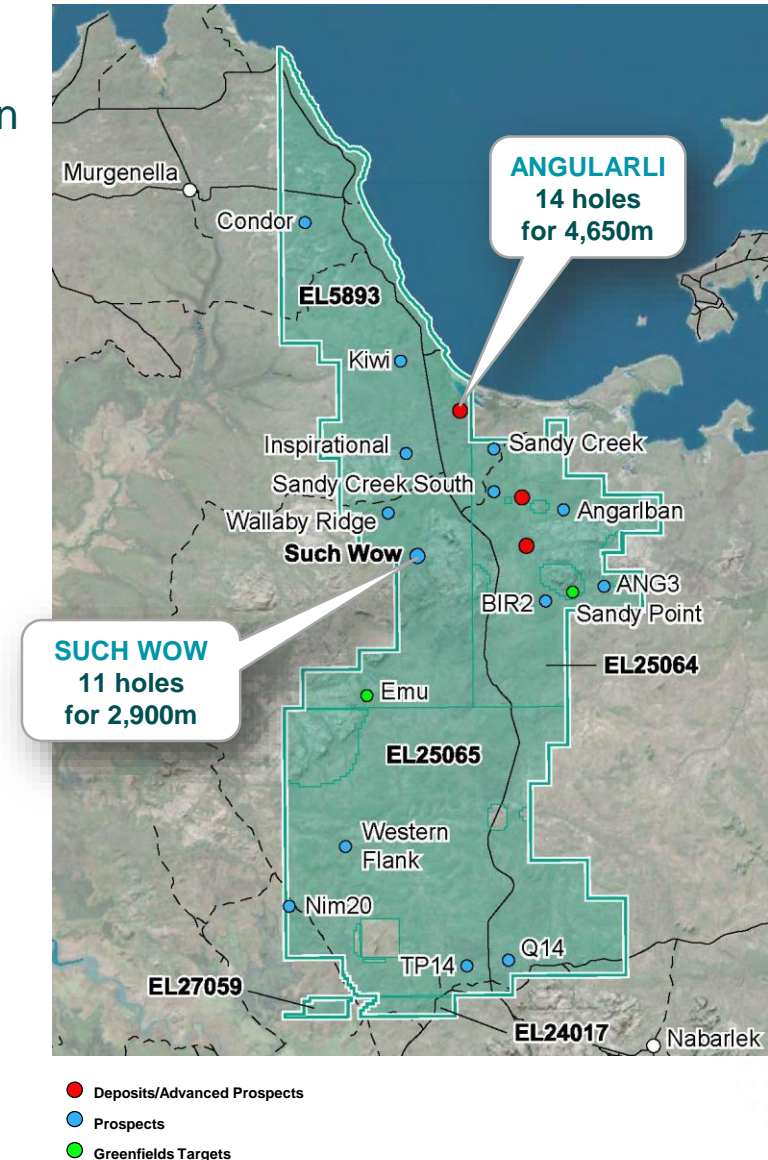 n
Murgenella
ANGULARLI
14 holes
for 4,650m
Condor
EL5893
Kiwi
Inspirational
Sandy Creek
Sandy Creek South
Wallaby Ridge
Angarlban
Such Wow
ANG3
BIR2
Sandy Point
SUCH WOW
11 holes
for 2,900m
EL25064
Emu
EL25065
Western
Flank
Nim20
Q14
TP14
EL27059
EL24017
Nabarlek
Deposits/Advanced Prospects
Prospects
Greenfields Targets